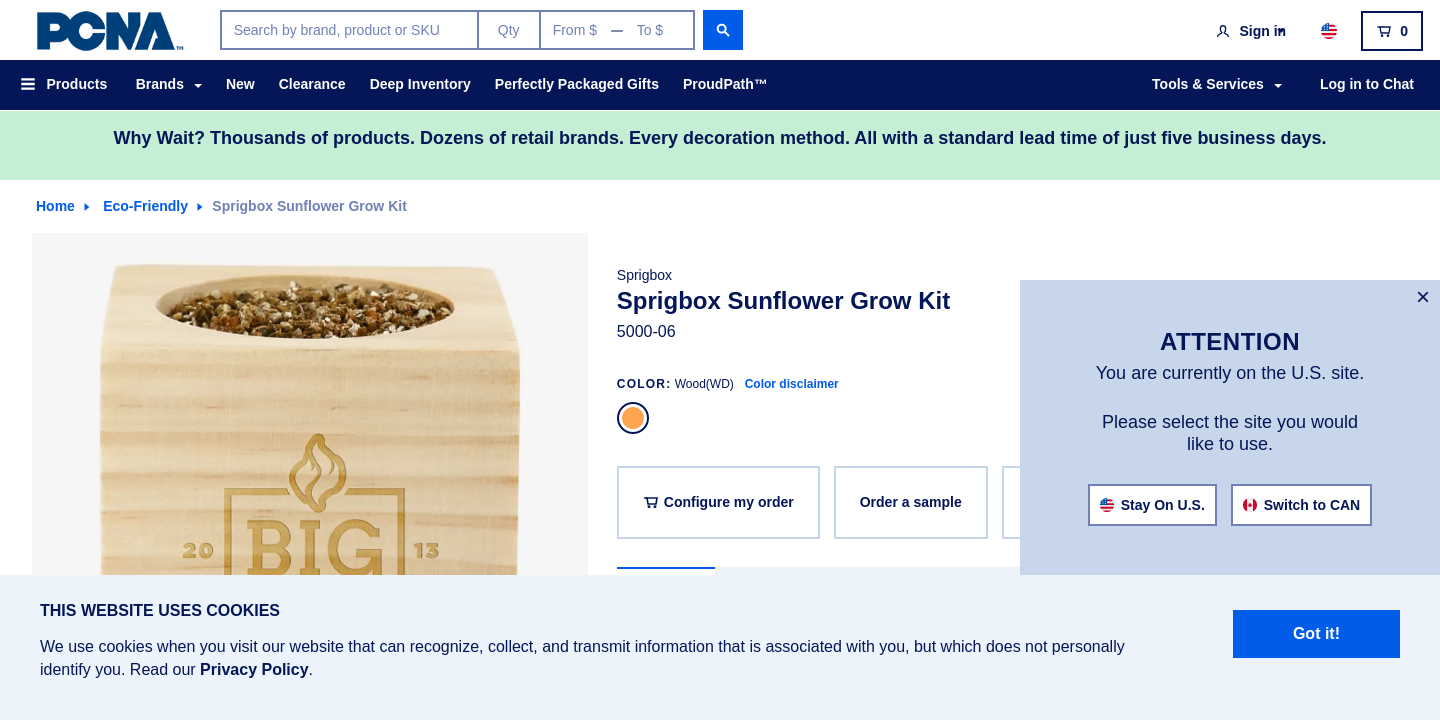 PCNA™
Search by brand, product or SKU Qty From $ — To $
Sign in 0
Products Brands New Clearance Deep Inventory Perfectly Packaged Gifts ProudPath™ Tools & Services Log in to Chat
Why Wait? Thousands of products. Dozens of retail brands. Every decoration method. All with a standard lead time of just five business days.
Home Eco-Friendly Sprigbox Sunflower Grow Kit
Sprigbox
Sprigbox Sunflower Grow Kit
5000-06
COLOR: Wood(WD) Color disclaimer
Configure my order Order a sample
20 BIG 13
×
ATTENTION
You are currently on the U.S. site.
Please select the site you would
like to use.
Stay On U.S. Switch to CAN
THIS WEBSITE USES COOKIES
We use cookies when you visit our website that can recognize, collect, and transmit information that is associated with you, but which does not personally
identify you. Read our Privacy Policy.
Got it!